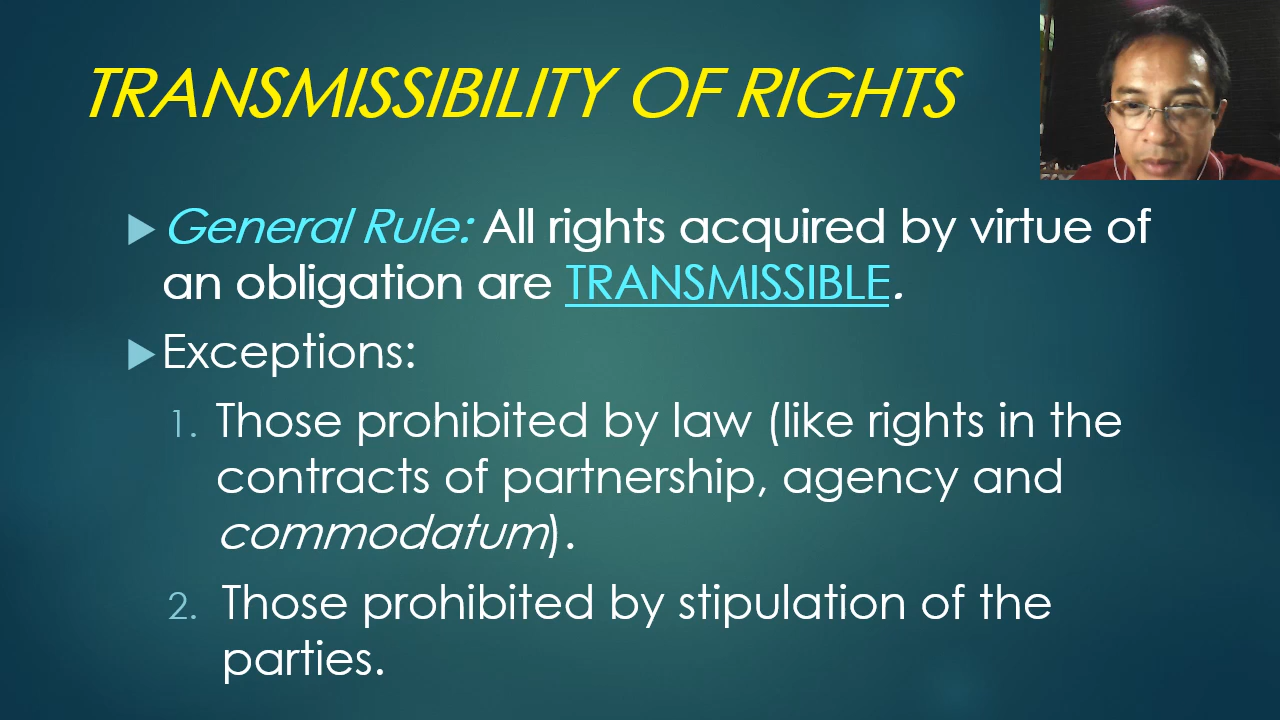 TRANSMISSIBILITY OF RIGHTS
General Rule: All rights acquired by virtue of
an obligation are TRANSMISSIBLE.
Exceptions:
1. Those prohibited by law (like rights in the
contracts of partnership, agency and
commodatum).
2. Those prohibited by stipulation of the
parties.